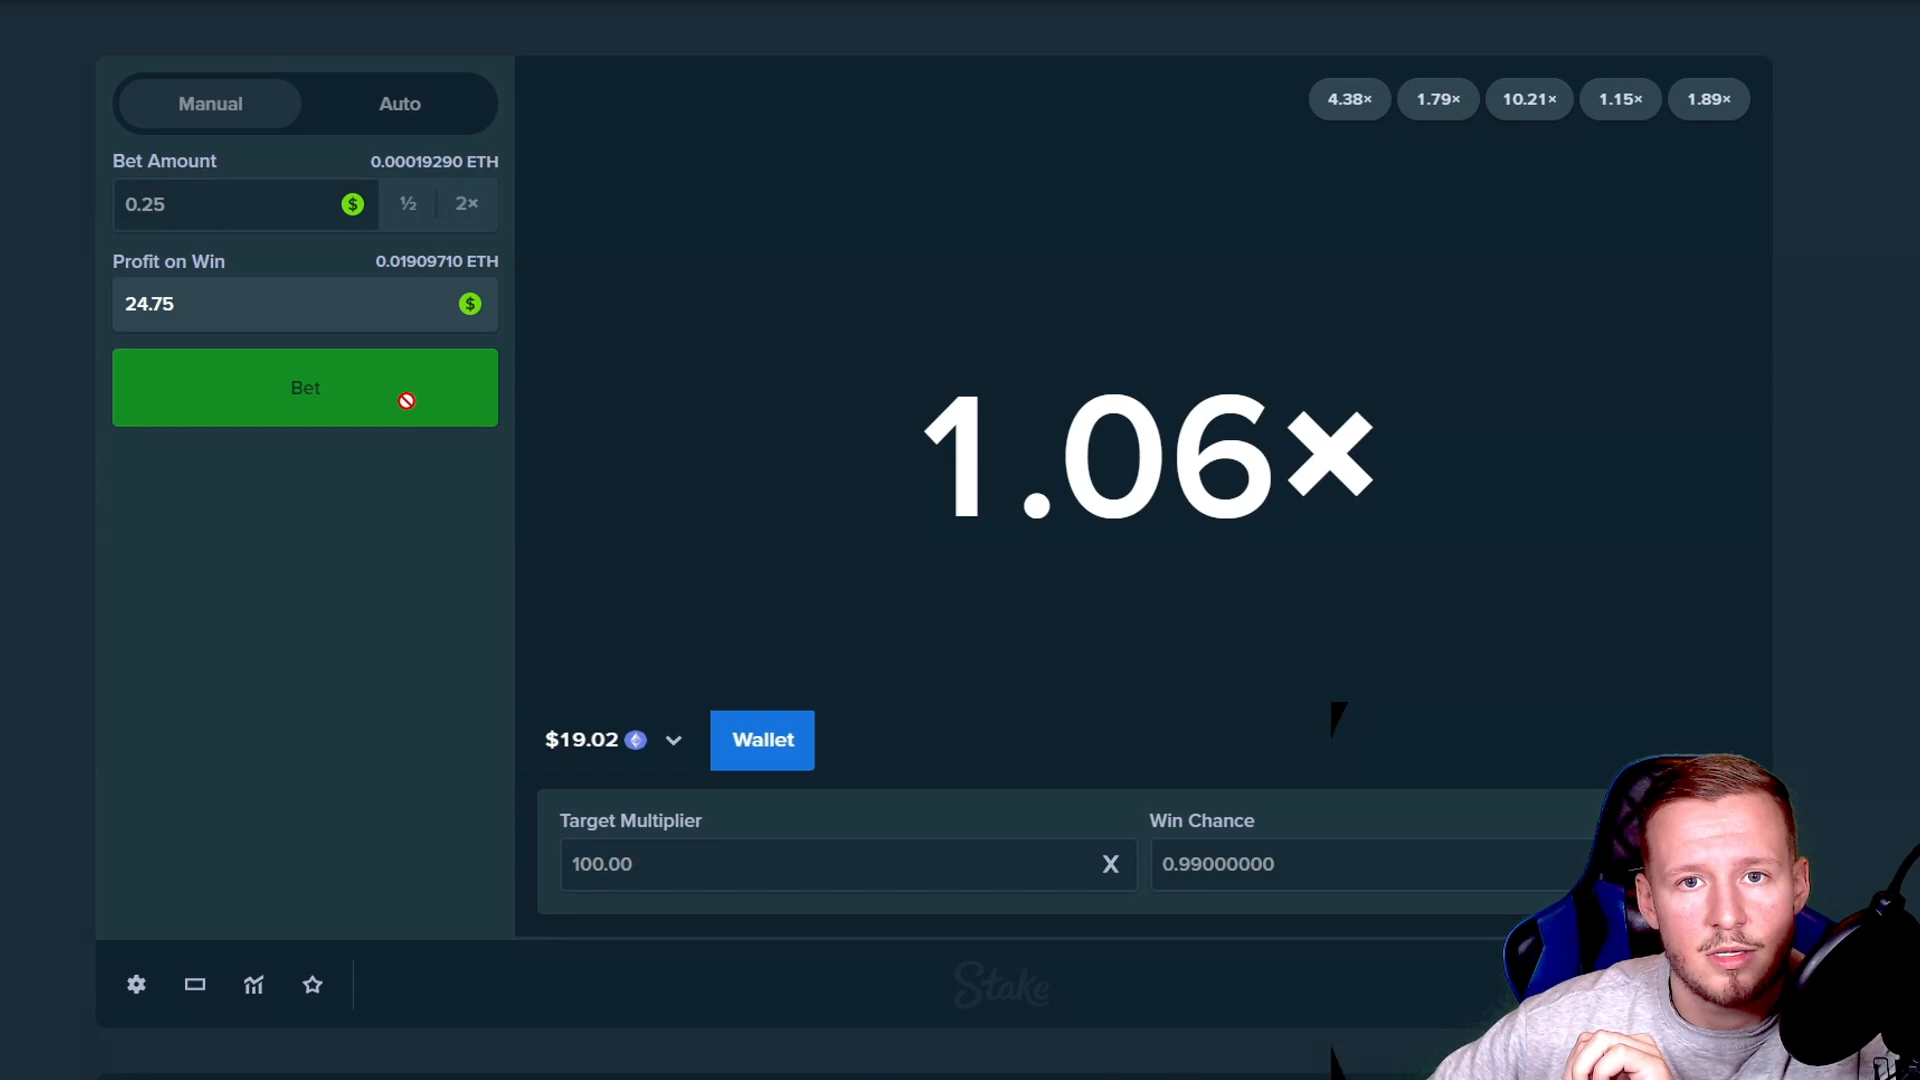 Manual
Auto
4.38×
1.79×
10.21×
1.15×
1.89×
Bet Amount
0.00019290 ETH
0.25
$
½
2×
Profit on Win
0.01909710 ETH
24.75
$
Bet
1.06×
$19.02
Wallet
Target Multiplier
Win Chance
100.00
X
0.99000000
Stake